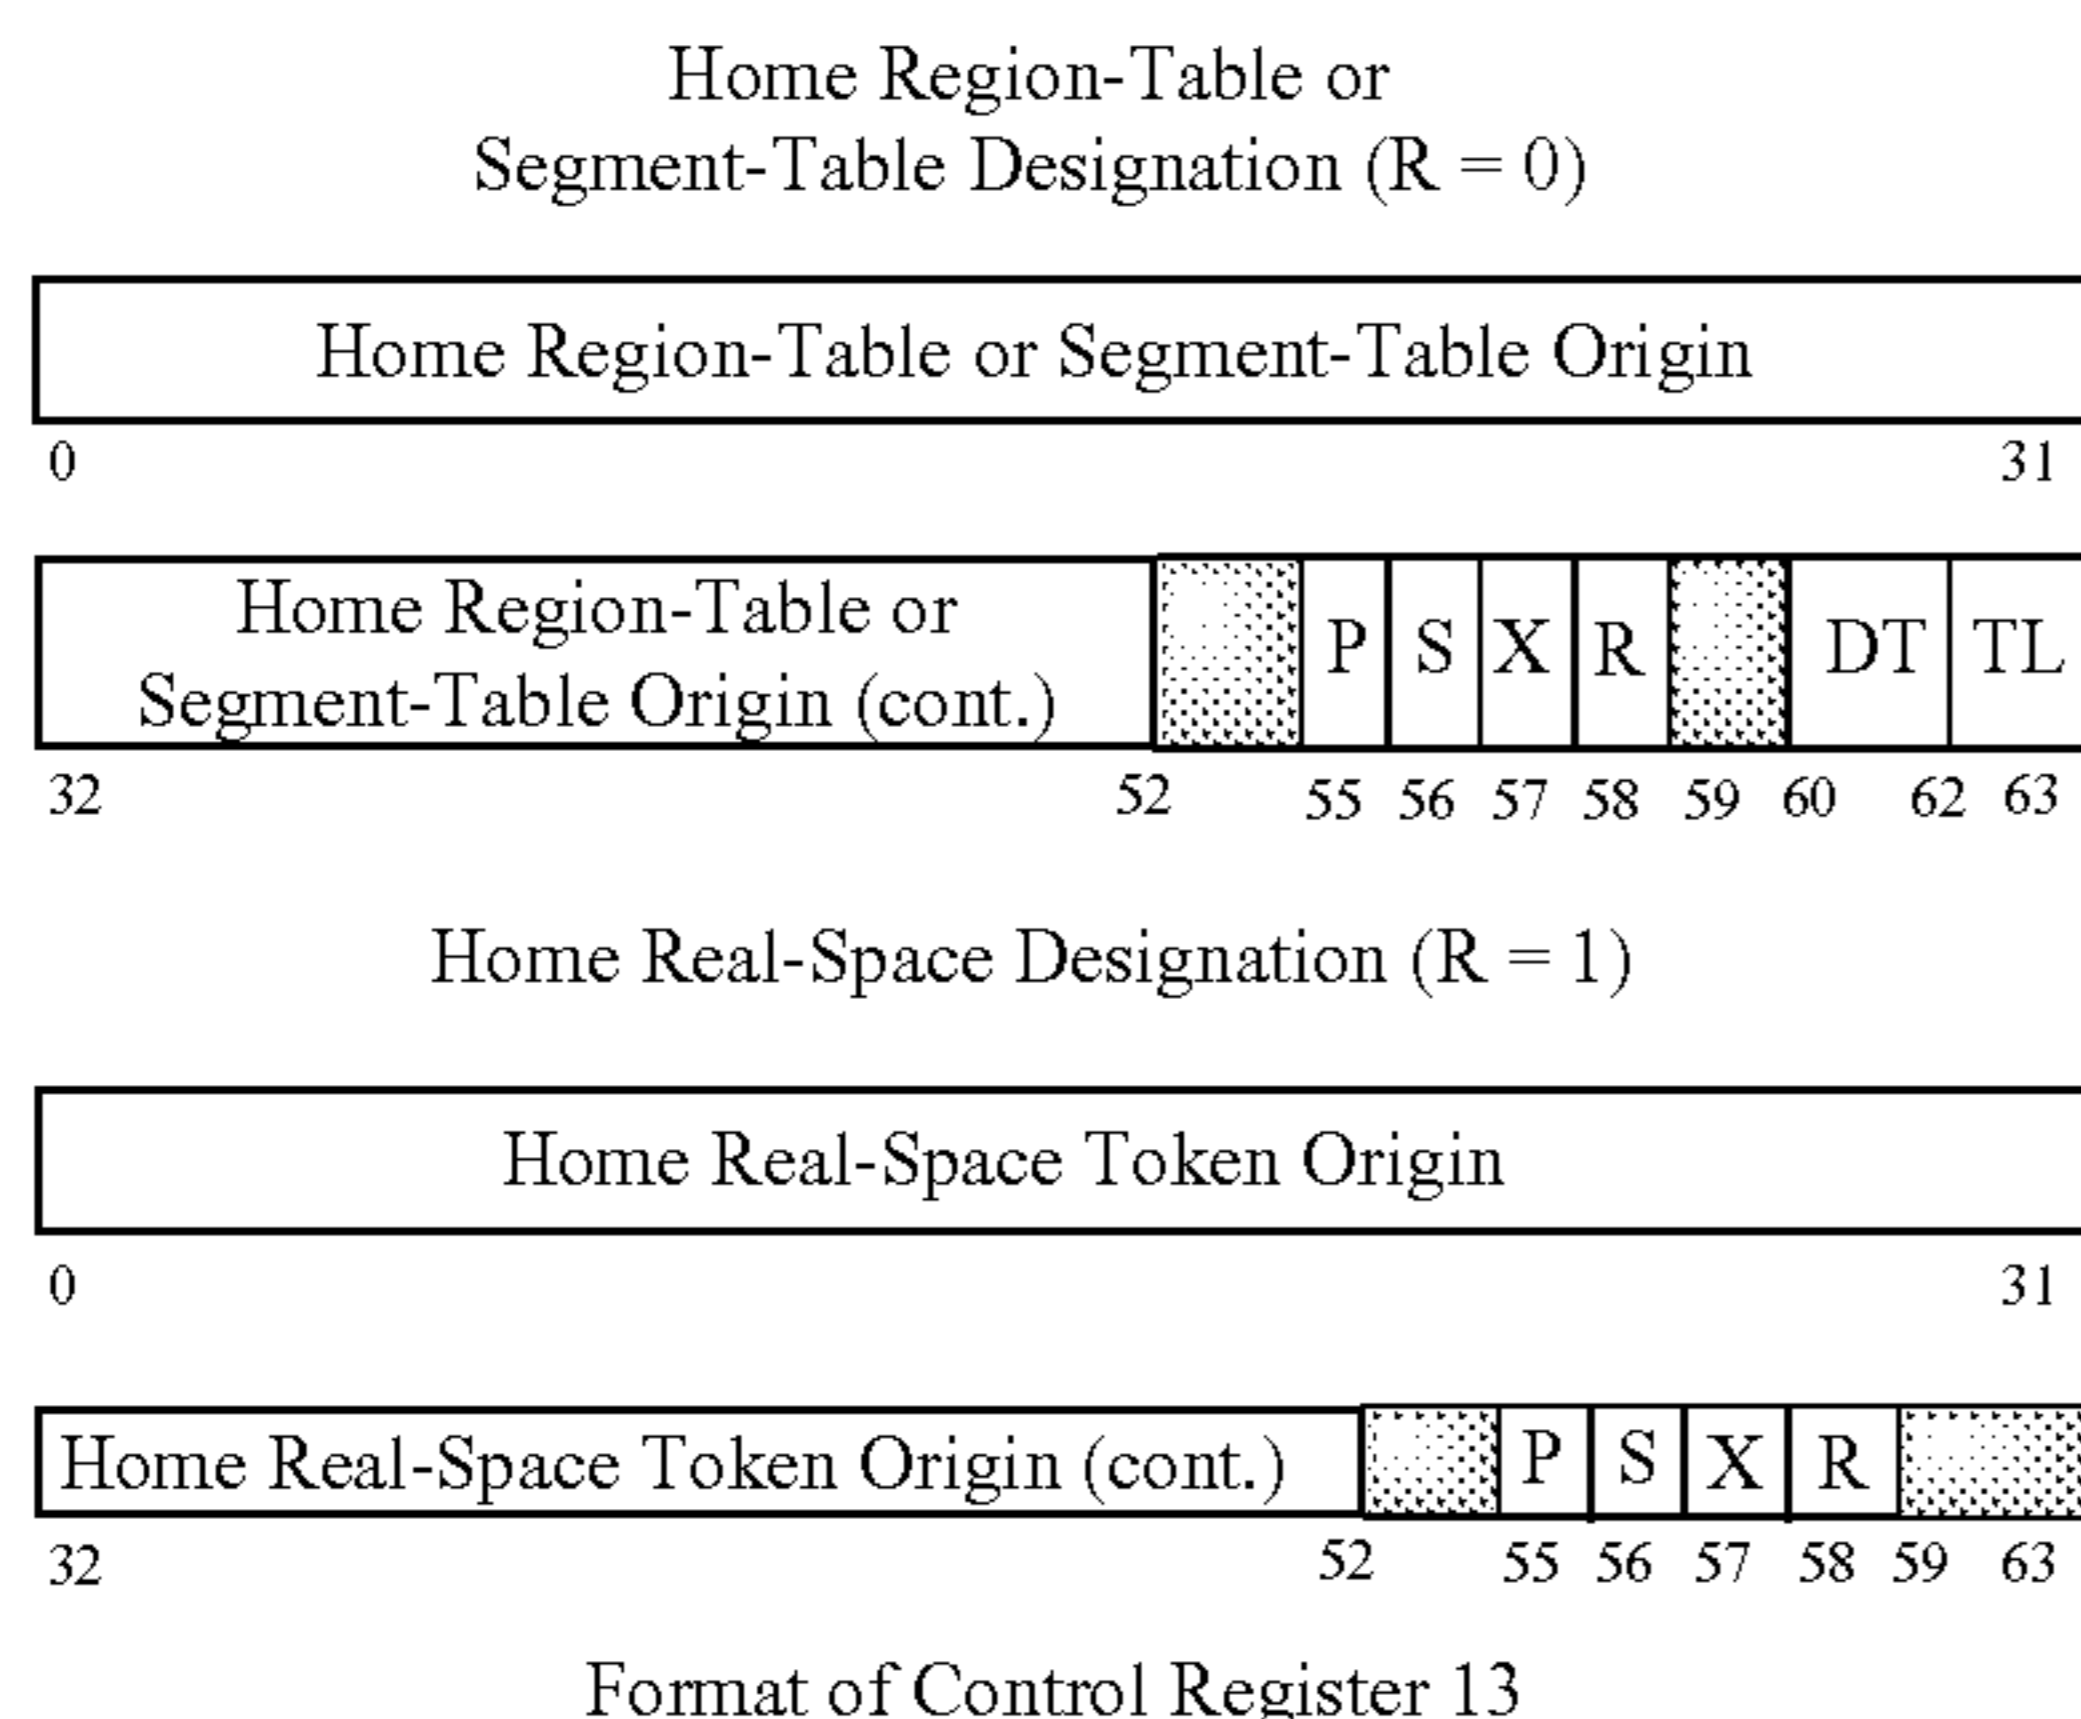 Home Region-Table or
Segment-Table Designation (R = 0)
Home Region-Table or Segment-Table Origin
0 31
Home Region-Table or
Segment-Table Origin (cont.)
P S X R DT TL
32 52 55 56 57 58 59 60 62 63
Home Real-Space Designation (R = 1)
Home Real-Space Token Origin
0 31
Home Real-Space Token Origin (cont.) P S X R
32 52 55 56 57 58 59 63
Format of Control Register 13